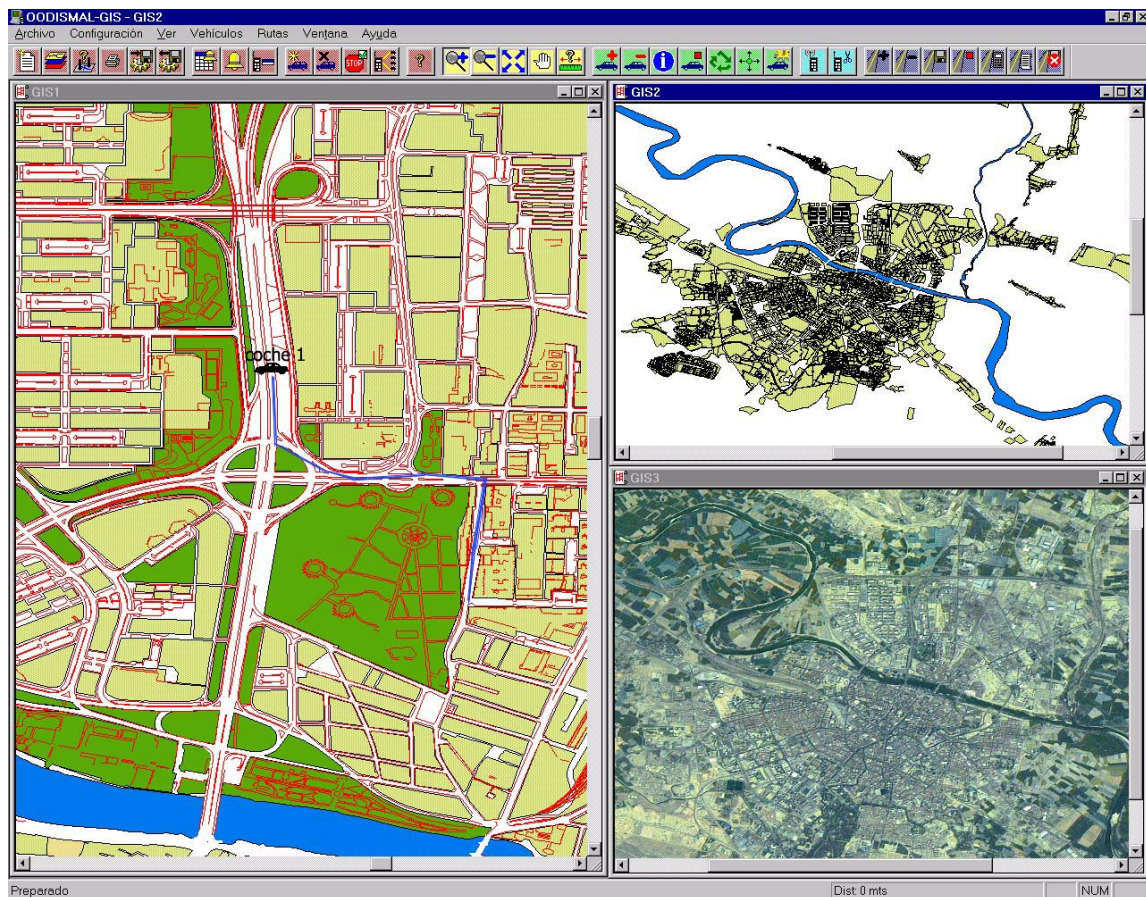 OODISMAL-GIS - GIS2
Archivo Configuración Ver Vehículos Rutas Ventana Ayuda
STOP
GIS1
GIS2
coche 1
GIS3
Preparado
Dist: 0 mts
NUM